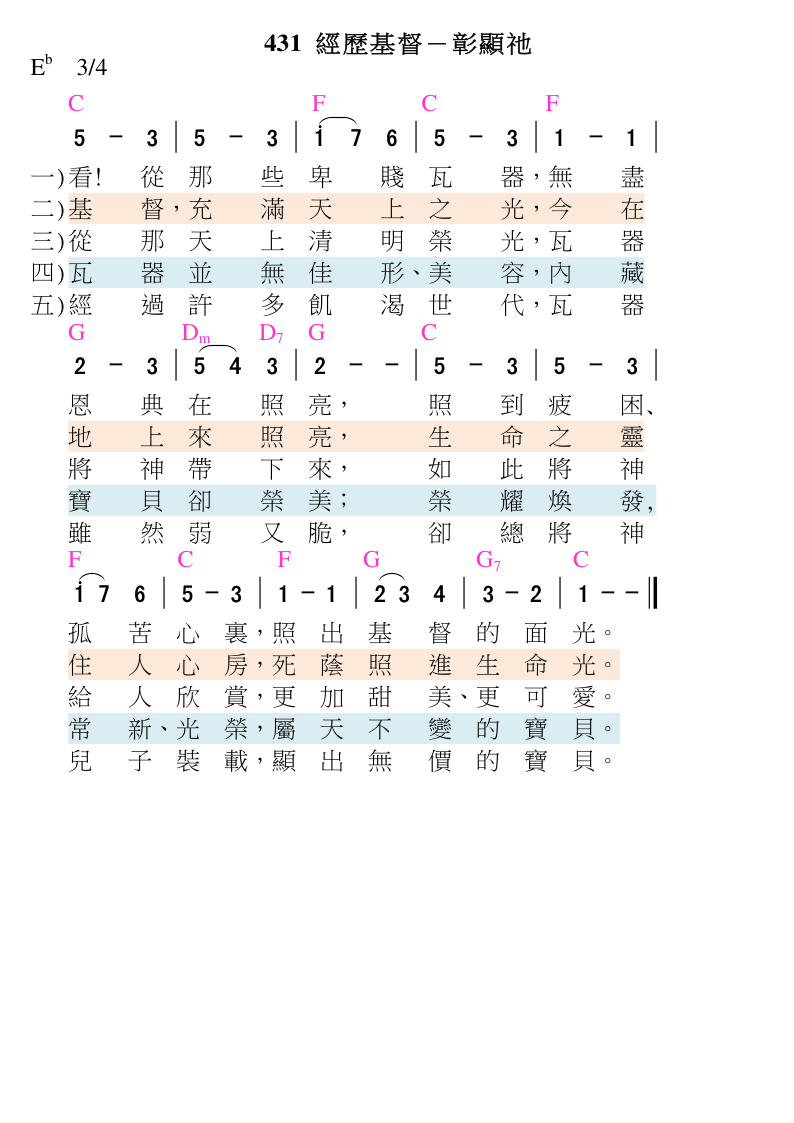 431 經歷基督－彰顯祂
E♭ 3/4
C F C F
5 － 3 | 5 － 3 | i 7 6 | 5 － 3 | 1 － 1 |
一)看! 從 那 些 卑 賤 瓦 器，無 盡
二)基 督，充 滿 天 上 之 光，今 在
三)從 那 天 上 清 明 榮 光，瓦 器
四)瓦 器 並 無 佳 形、美 容，內 藏
五)經 過 許 多 飢 渴 世 代，瓦 器
G Dm D7 G C
2 － 3 | 5 4 3 | 2 － － | 5 － 3 | 5 － 3 |
恩 典 在 照 亮， 照 到 疲 困、
地 上 來 照 亮， 生 命 之 靈
將 神 帶 下 來， 如 此 將 神
寶 貝 卻 榮 美； 榮 耀 煥 發,
雖 然 弱 又 脆， 卻 總 將 神
F C F G G7 C
i 7 6 | 5 － 3 | 1 － 1 | 2 3 4 | 3 － 2 | 1 － － ‖
孤 苦 心 裏，照 出 基 督 的 面 光。
住 人 心 房，死 蔭 照 進 生 命 光。
給 人 欣 賞，更 加 甜 美、更 可 愛。
常 新、光 榮，屬 天 不 變 的 寶 貝。
兒 子 裝 載，顯 出 無 價 的 寶 貝。